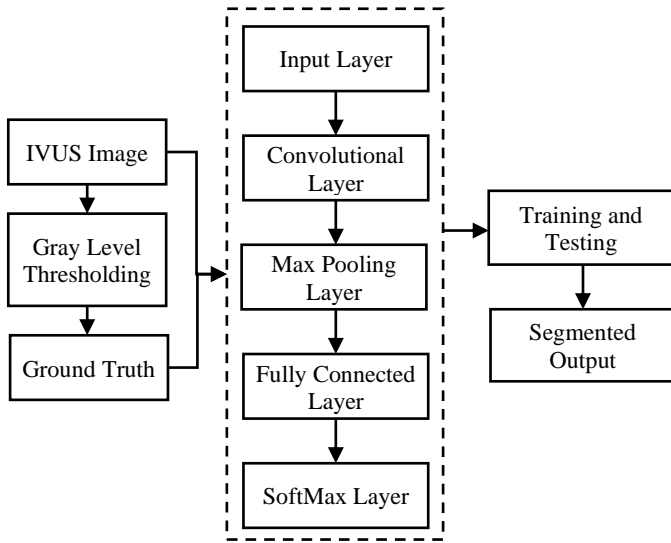 IVUS Image
Gray Level
Thresholding
Ground Truth
Input Layer
Convolutional
Layer
Max Pooling
Layer
Fully Connected
Layer
SoftMax Layer
Training and
Testing
Segmented
Output